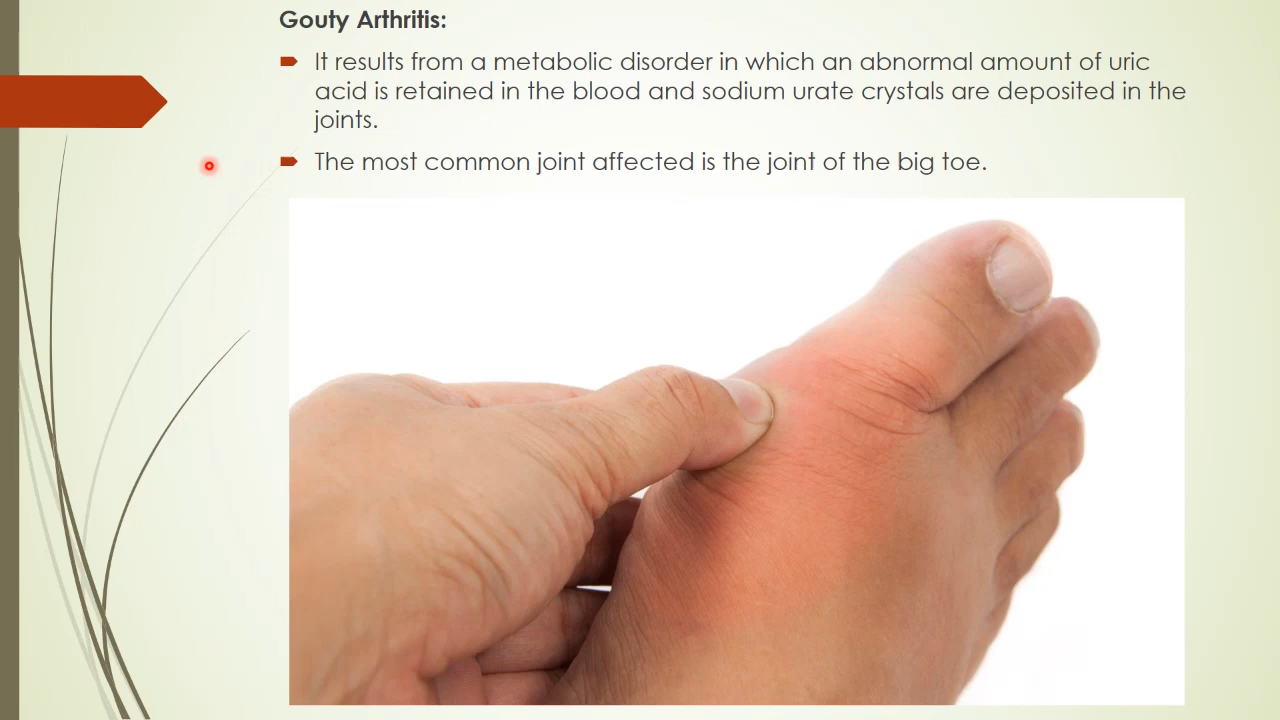 Gouty Arthritis:
It results from a metabolic disorder in which an abnormal amount of uric
acid is retained in the blood and sodium urate crystals are deposited in the
joints.
The most common joint affected is the joint of the big toe.